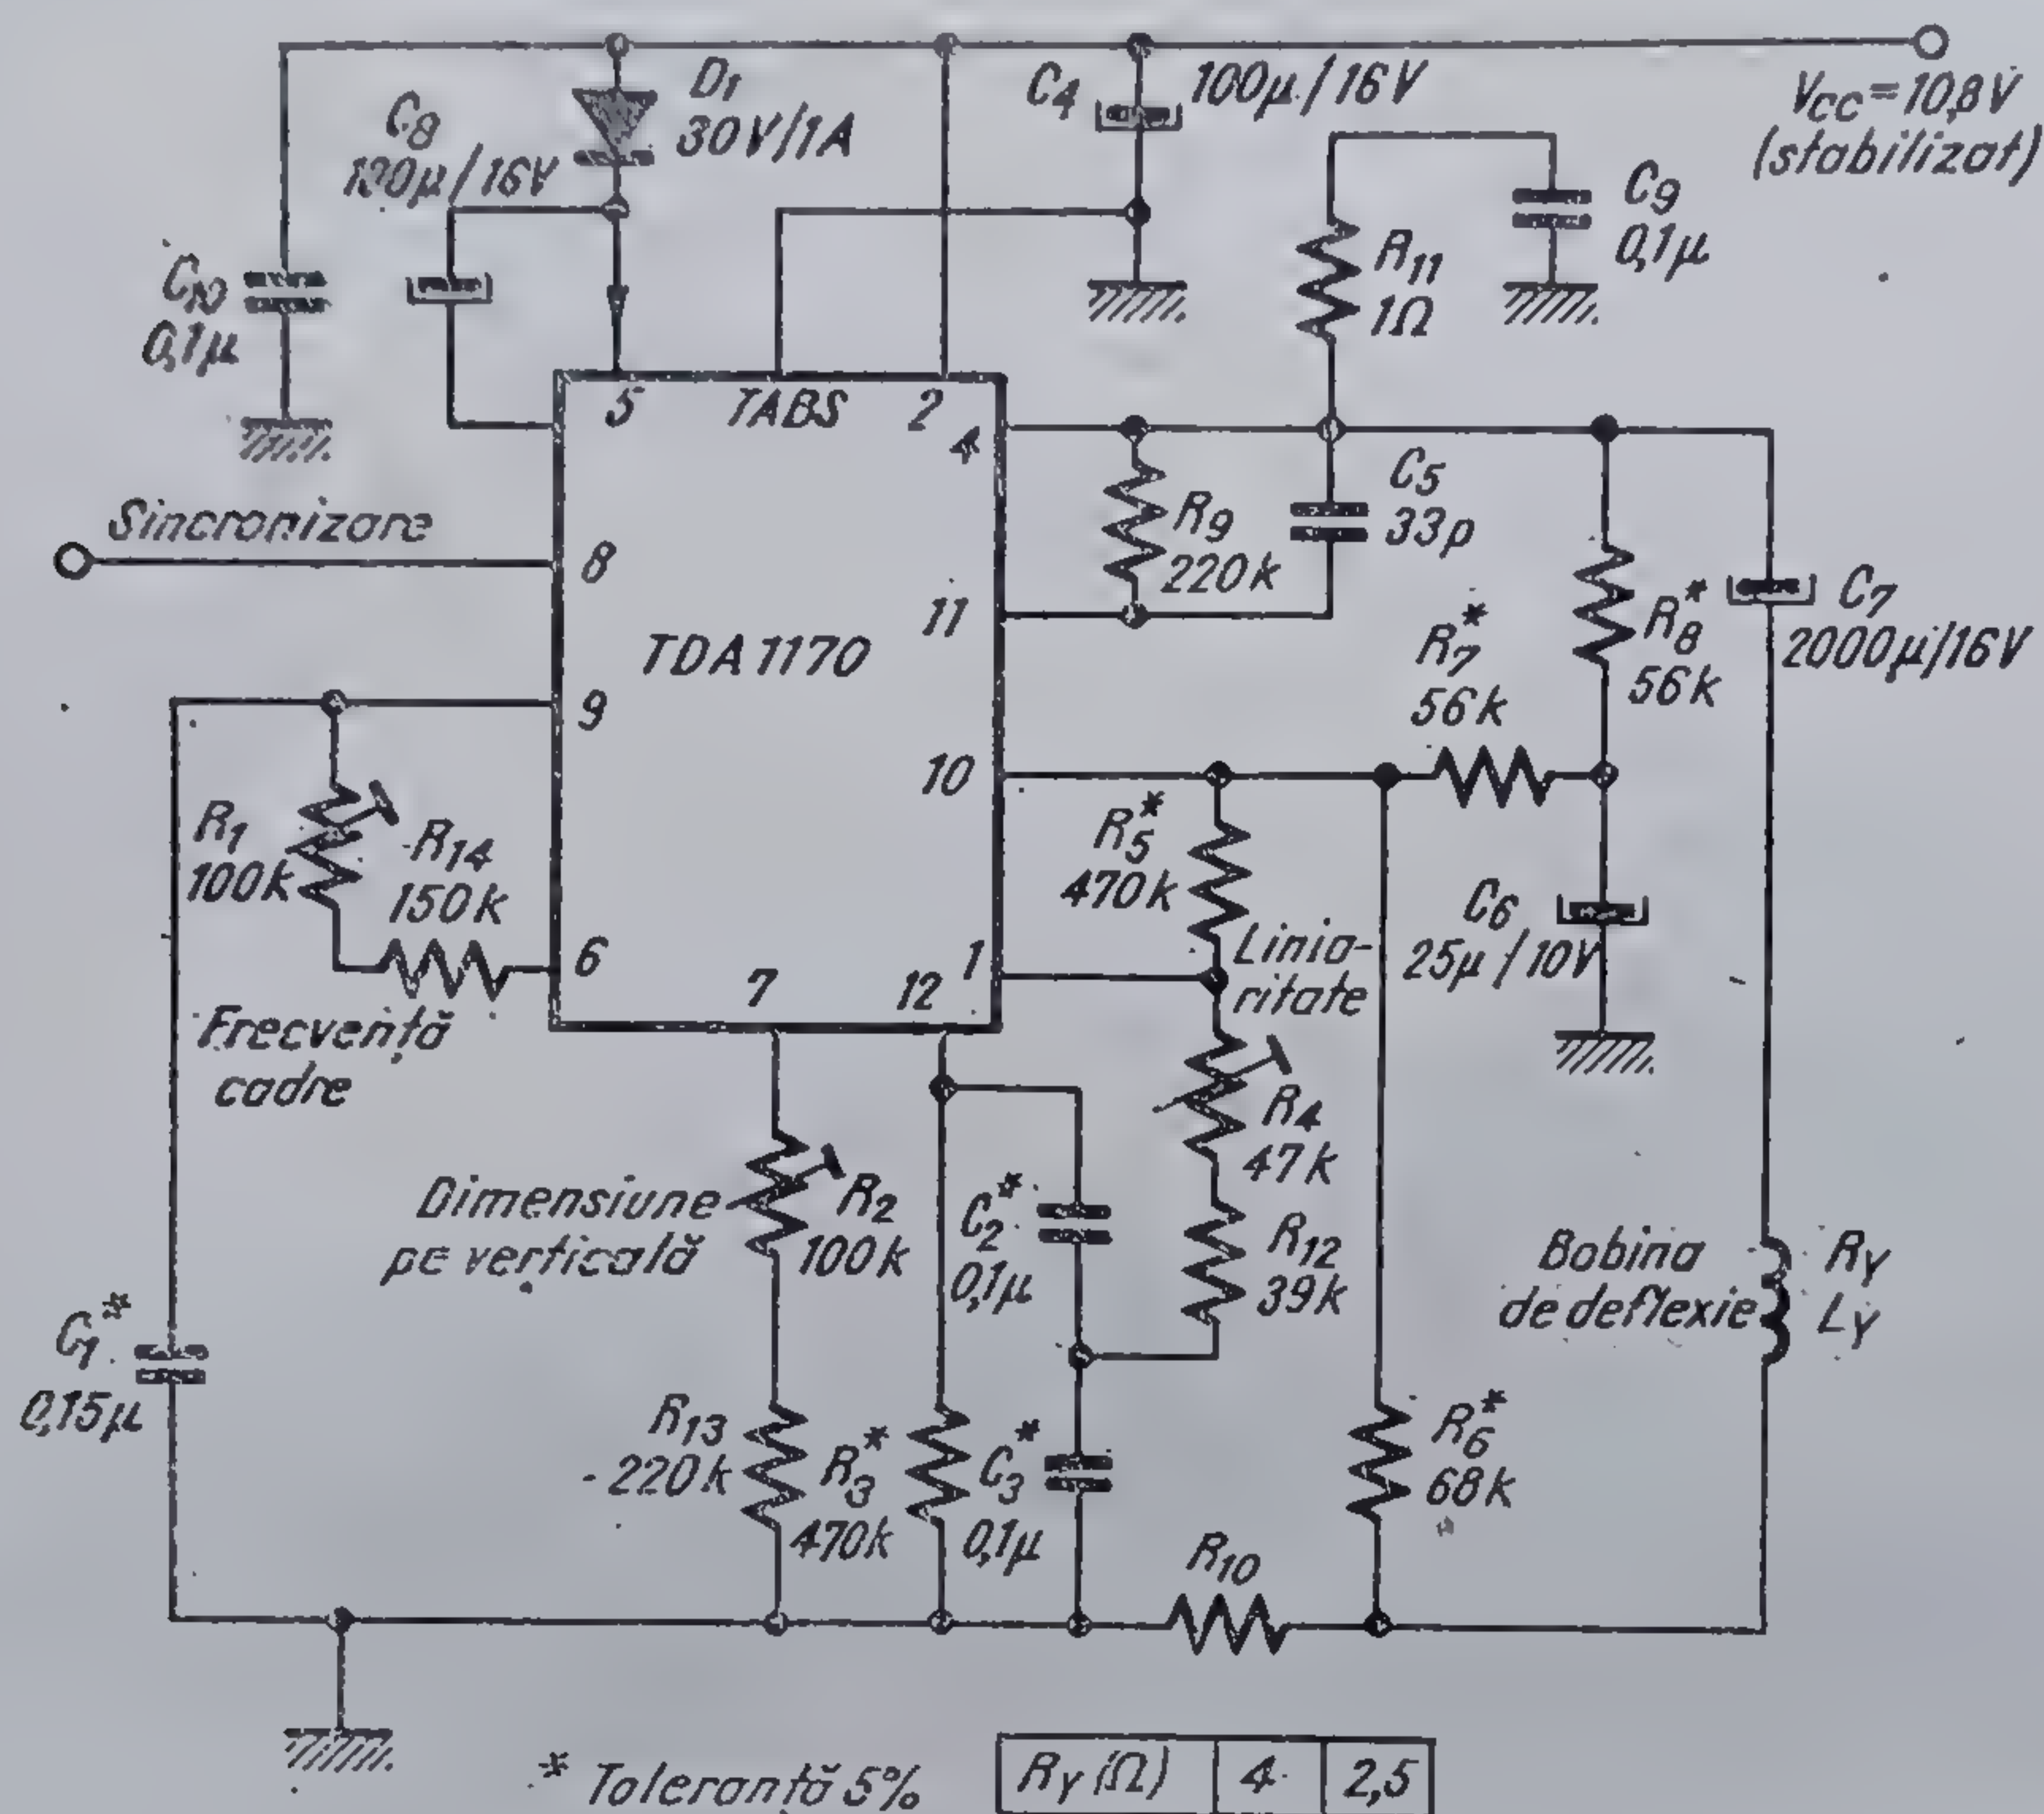 D1
30V/1A
C4
100µ/16V
VCC=10,8V
(stabilizat)
C8
100µ/16V
C9
0,1µ
R11
1Ω
C10
0,1µ
5
TABS
2
4
Sincronizare
8
R9
220k
C5
33p
11
TDA1170
R7*
56k
R8*
56k
C7
2000µ/16V
9
10
R1
100k
R14
150k
R5*
470k
C6
25µ/10V
6
7
12
1
Linia-
ritate
Frecvență
cadre
R4
47k
Dimensiune
pe verticală
R2
100k
C2*
0,1µ
R12
39k
Bobina
de deflexie
RY
LY
C1*
0,15µ
R13
220k
R3*
470k
C3*
0,1µ
R6*
68k
R10
* Toleranță 5%
RY(Ω) 4 2,5